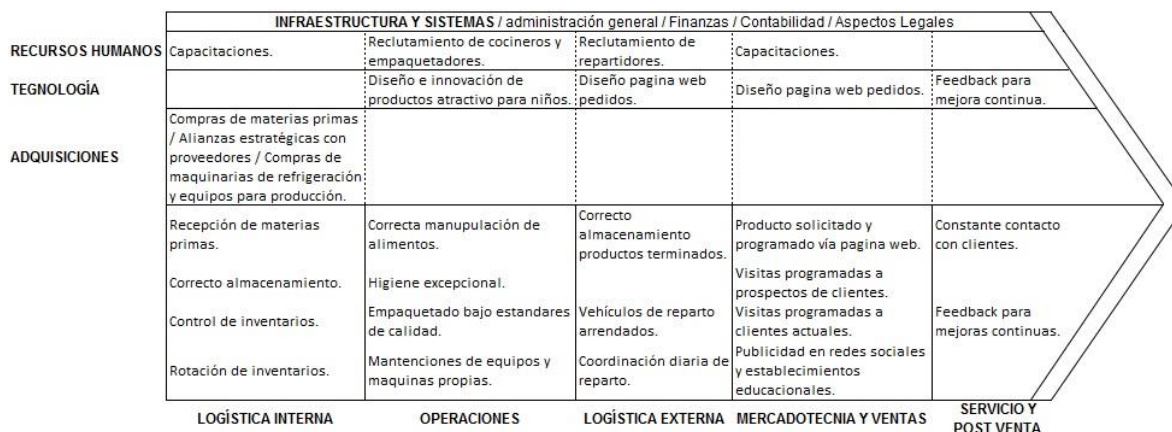 INFRAESTRUCTURA Y SISTEMAS / administración general / Finanzas / Contabilidad / Aspectos Legales
RECURSOS HUMANOS
Capacitaciones.
Reclutamiento de cocineros y
empaquetadores.
Reclutamiento de
repartidores.
Capacitaciones.
TEGNOLOGÍA
Diseño e innovación de
productos atractivo para niños.
Diseño pagina web
pedidos.
Diseño pagina web pedidos.
Feedback para
mejora continua.
ADQUISICIONES
Compras de materias primas
/ Alianzas estratégicas con
proveedores / Compras de
maquinarias de refrigeración
y equipos para producción.
Recepción de materias
primas.
Correcto almacenamiento.
Control de inventarios.
Rotación de inventarios.
Correcta manupulación de
alimentos.
Higiene excepcional.
Empaquetado bajo estandares
de calidad.
Mantenciones de equipos y
maquinas propias.
Correcto
almacenamiento
productos terminados.
Vehículos de reparto
arrendados.
Coordinación diaria de
reparto.
Producto solicitado y
programado vía pagina web.
Visitas programadas a
prospectos de clientes.
Visitas programadas a
clientes actuales.
Publicidad en redes sociales
y establecimientos
educacionales.
Constante contacto
con clientes.
Feedback para
mejoras continuas.
LOGÍSTICA INTERNA
OPERACIONES
LOGÍSTICA EXTERNA
MERCADOTECNIA Y VENTAS
SERVICIO Y
POST VENTA